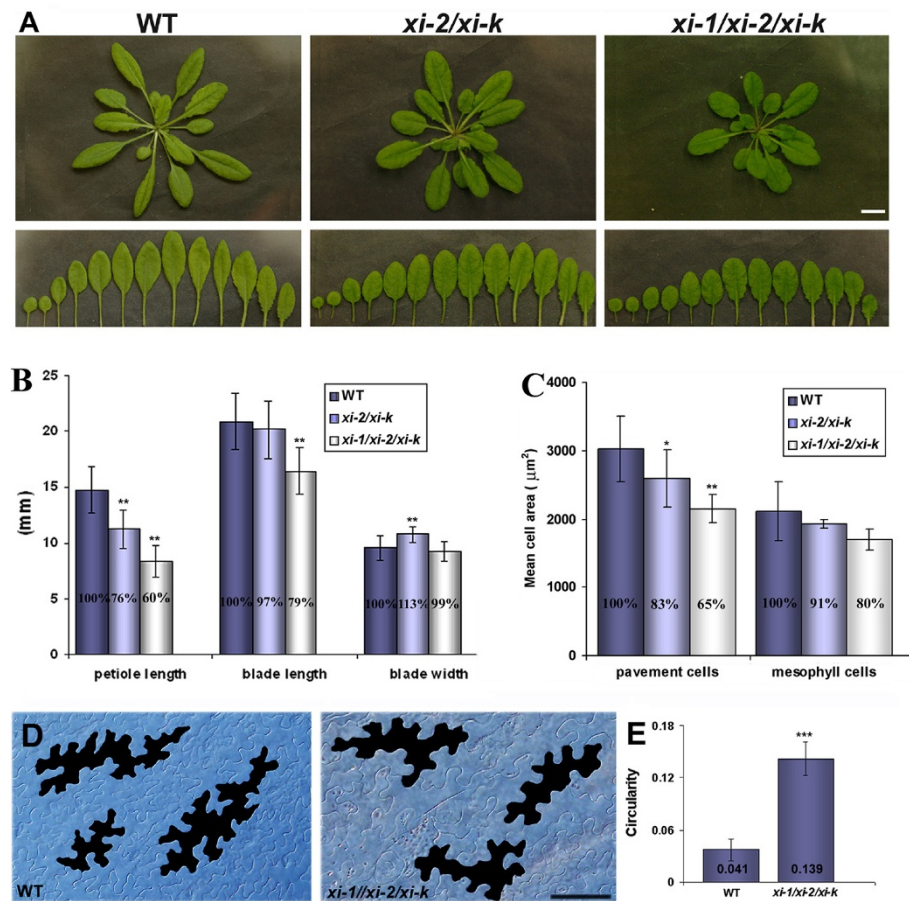 A
WT
xi-2/xi-k
xi-1/xi-2/xi-k
B
25
20
15
10
5
0
(mm)
WT
xi-2/xi-k
xi-1/xi-2/xi-k
**
**
**
**
100%
76%
60%
100%
97%
79%
100%
113%
99%
petiole length
blade length
blade width
C
4000
3000
2000
1000
0
Mean cell area ( µm²)
WT
xi-2/xi-k
xi-1/xi-2/xi-k
*
**
100%
83%
65%
100%
91%
80%
pavement cells
mesophyll cells
D
WT
xi-1//xi-2/xi-k
E
0.18
0.12
0.06
0
Circularity
***
0.041
0.139
WT
xi-1/xi-2/xi-k